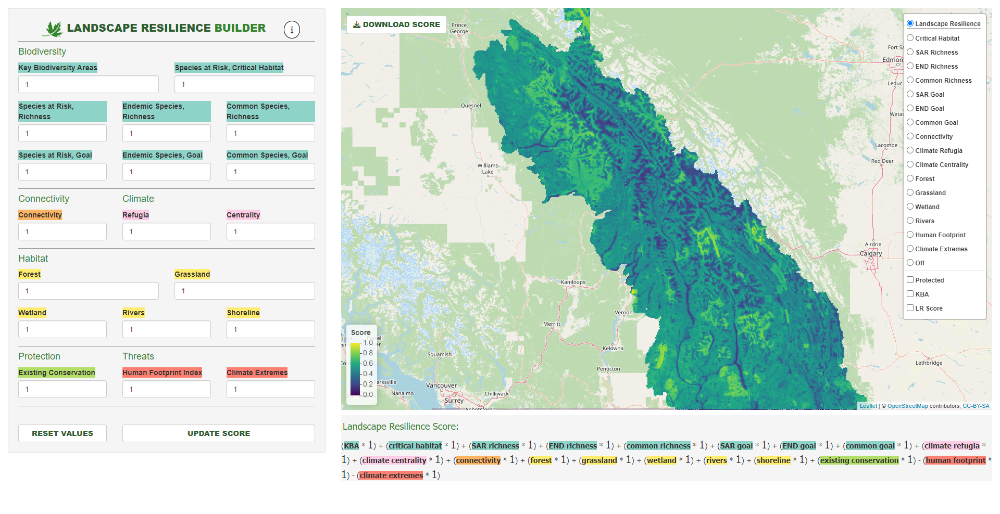 LANDSCAPE RESILIENCE BUILDER
i
Biodiversity
Key Biodiversity Areas
Species at Risk, Critical Habitat
1
1
Species at Risk, Richness
Endemic Species, Richness
Common Species, Richness
1
1
1
Species at Risk, Goal
Endemic Species, Goal
Common Species, Goal
1
1
1
Connectivity
Climate
Connectivity
Refugia
Centrality
1
1
1
Habitat
Forest
Grassland
1
1
Wetland
Rivers
Shoreline
1
1
1
Protection
Threats
Existing Conservation
Human Footprint Index
Climate Extremes
1
1
1
RESET VALUES
UPDATE SCORE
DOWNLOAD SCORE
Prince
George
Quesnel
Williams
Lake
Kamloops
Vernon
Merritt
Kelowna
Squamish
Penticton
Vancouver
Nanaimo
Surrey
Chilliwack
Abbotsford
Fort Sa
Edmon
Leduc
Wetas
Lacombe
Red Deer
Airdrie
Calgary
Lethbridge
Score
1.0
0.8
0.6
0.4
0.2
0.0
Landscape Resilience
Critical Habitat
SAR Richness
END Richness
Common Richness
SAR Goal
END Goal
Common Goal
Connectivity
Climate Refugia
Climate Centrality
Forest
Grassland
Wetland
Rivers
Human Footprint
Climate Extremes
Off
Protected
KBA
LR Score
Leaflet | © OpenStreetMap contributors, CC-BY-SA
Landscape Resilience Score:
(KBA * 1) + (critical habitat * 1) + (SAR richness * 1) + (END richness * 1) + (common richness * 1) + (SAR goal * 1) + (END goal * 1) + (common goal * 1) + (climate refugia *
1) + (climate centrality * 1) + (connectivity * 1) + (forest * 1) + (grassland * 1) + (wetland * 1) + (rivers * 1) + (shoreline * 1) + (existing conservation * 1) - (human footprint *
1) - (climate extremes * 1)